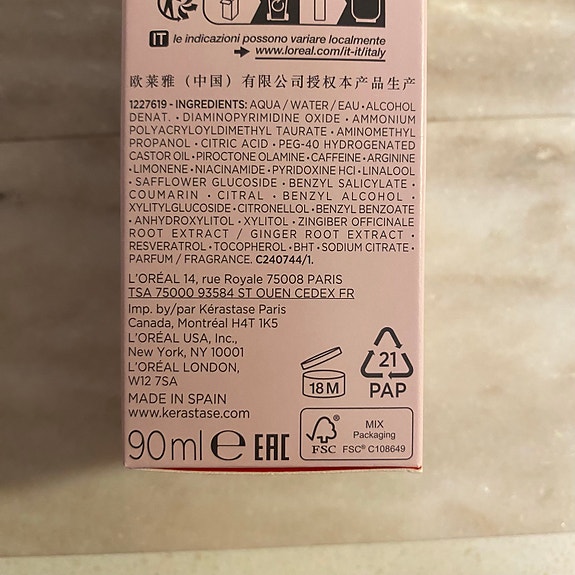 IT le indicazioni possono variare localmente
www.loreal.com/it-it/italy
欧莱雅（中国）有限公司授权本产品生产
1227619 - INGREDIENTS: AQUA / WATER / EAU • ALCOHOL
DENAT. • DIAMINOPYRIMIDINE OXIDE • AMMONIUM
POLYACRYLOYLDIMETHYL TAURATE • AMINOMETHYL
PROPANOL • CITRIC ACID • PEG-40 HYDROGENATED
CASTOR OIL • PIROCTONE OLAMINE • CAFFEINE • ARGININE
• LIMONENE • NIACINAMIDE • PYRIDOXINE HCl • LINALOOL
• SAFFLOWER GLUCOSIDE • BENZYL SALICYLATE •
COUMARIN • CITRAL • BENZYL ALCOHOL •
XYLITYLGLUCOSIDE • CITRONELLOL • BENZYL BENZOATE
• ANHYDROXYLITOL • XYLITOL • ZINGIBER OFFICINALE
ROOT EXTRACT / GINGER ROOT EXTRACT •
RESVERATROL • TOCOPHEROL • BHT • SODIUM CITRATE •
PARFUM / FRAGRANCE. C240744/1.
L'ORÉAL 14, rue Royale 75008 PARIS
TSA 75000 93584 ST OUEN CEDEX FR
Imp. by/par Kérastase Paris
Canada, Montréal H4T 1K5
L'ORÉAL USA, Inc.,
New York, NY 10001
L'ORÉAL LONDON,
W12 7SA
MADE IN SPAIN
www.kerastase.com
18 M
21
PAP
90 ml e EAC
FSC®
MIX
Packaging
FSC® C108649